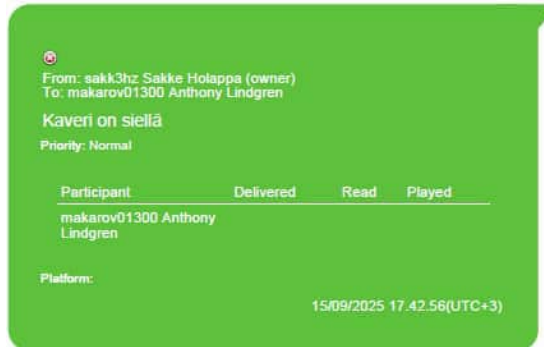 From: sakk3hz Sakke Holappa (owner)
To: makarov01300 Anthony Lindgren
Kaveri on siellä
Priority: Normal
Participant Delivered Read Played
makarov01300 Anthony
Lindgren
Platform:
15/09/2025 17.42.56(UTC+3)